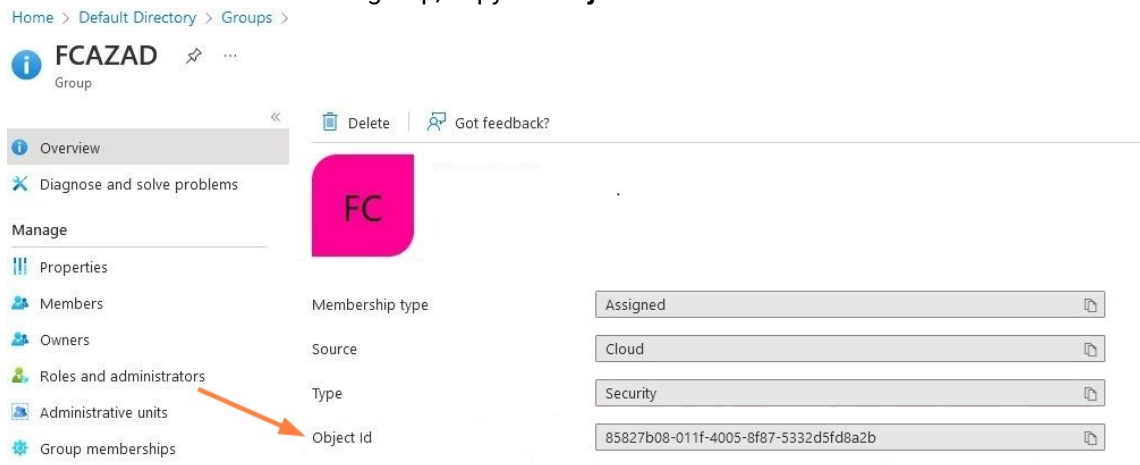 Home > Default Directory > Groups >
FCAZAD
Group
Delete
Got feedback?
Overview
Diagnose and solve problems
FC
Manage
Properties
Members
Owners
Roles and administrators
Administrative units
Group memberships
Membership type
Assigned
Source
Cloud
Type
Security
Object Id
85827b08-011f-4005-8f87-5332d5fd8a2b